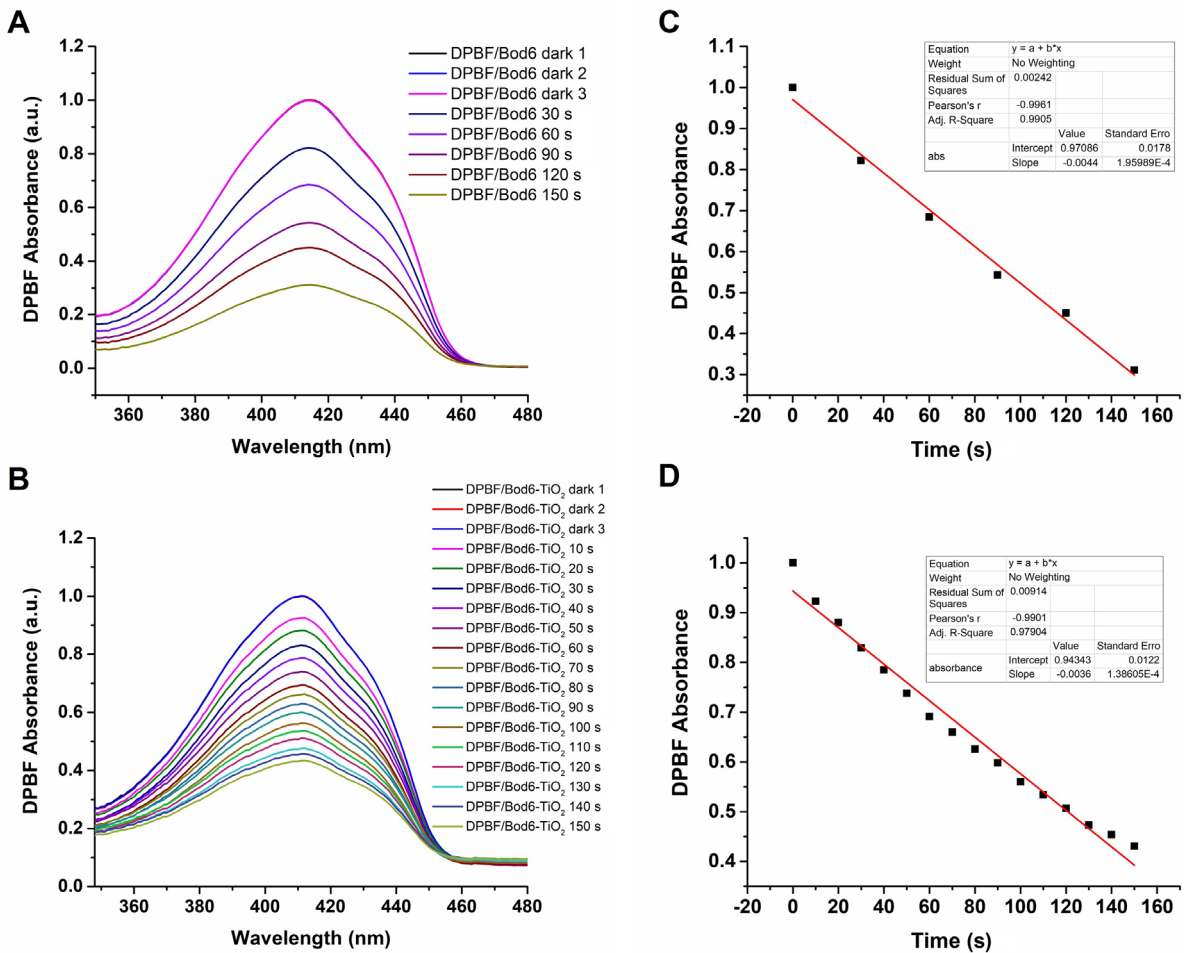 A
1.2
1.0
0.8
0.6
0.4
0.2
0.0
DPBF Absorbance (a.u.)
360 380 400 420 440 460 480
Wavelength (nm)
DPBF/Bod6 dark 1
DPBF/Bod6 dark 2
DPBF/Bod6 dark 3
DPBF/Bod6 30 s
DPBF/Bod6 60 s
DPBF/Bod6 90 s
DPBF/Bod6 120 s
DPBF/Bod6 150 s
C
1.1
1.0
0.9
0.8
0.7
0.6
0.5
0.4
0.3
DPBF Absorbance
-20 0 20 40 60 80 100 120 140 160
Time (s)
Equation y = a + b*x
Weight No Weighting
Residual Sum of
Squares
0.00242
Pearson's r -0.9961
Adj. R-Square 0.9905
Value Standard Erro
abs
Intercept 0.97086 0.0178
Slope -0.0044 1.95989E-4
B
1.2
1.0
0.8
0.6
0.4
0.2
0.0
DPBF Absorbance (a.u.)
360 380 400 420 440 460 480
Wavelength (nm)
DPBF/Bod6-TiO2 dark 1
DPBF/Bod6-TiO2 dark 2
DPBF/Bod6-TiO2 dark 3
DPBF/Bod6-TiO2 10 s
DPBF/Bod6-TiO2 20 s
DPBF/Bod6-TiO2 30 s
DPBF/Bod6-TiO2 40 s
DPBF/Bod6-TiO2 50 s
DPBF/Bod6-TiO2 60 s
DPBF/Bod6-TiO2 70 s
DPBF/Bod6-TiO2 80 s
DPBF/Bod6-TiO2 90 s
DPBF/Bod6-TiO2 100 s
DPBF/Bod6-TiO2 110 s
DPBF/Bod6-TiO2 120 s
DPBF/Bod6-TiO2 130 s
DPBF/Bod6-TiO2 140 s
DPBF/Bod6-TiO2 150 s
D
1.0
0.9
0.8
0.7
0.6
0.5
0.4
DPBF Absorbance
-20 0 20 40 60 80 100 120 140 160
Time (s)
Equation y = a + b*x
Weight No Weighting
Residual Sum of
Squares
0.00914
Pearson's r -0.9901
Adj. R-Square 0.97904
Value Standard Erro
absorbance
Intercept 0.94343 0.0122
Slope -0.0036 1.38605E-4